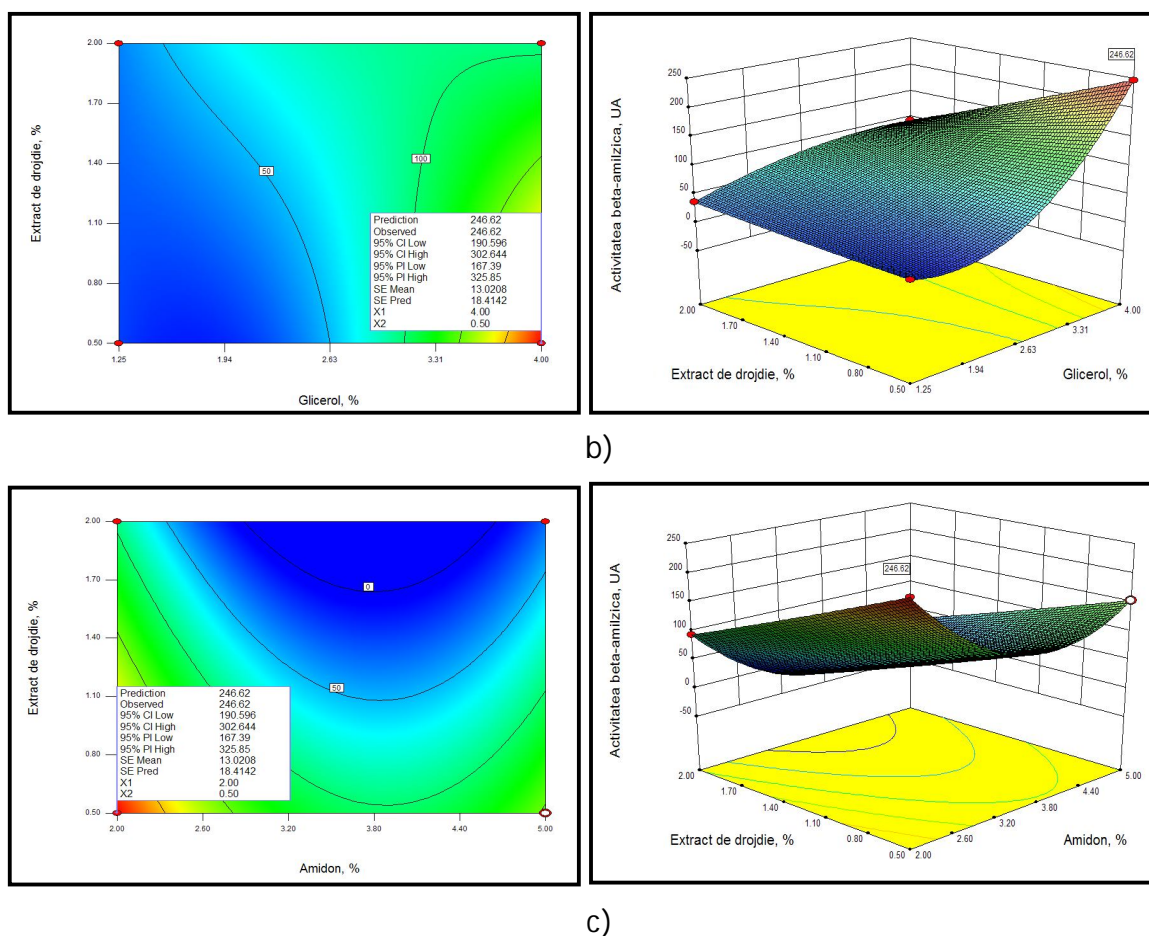 2.00
1.70
1.40
1.10
0.80
0.50
Extract de drojdie, %
50
100
Prediction 246.62
Observed 246.62
95% CI Low 190.596
95% CI High 302.644
95% PI Low 167.39
95% PI High 325.85
SE Mean 13.0208
SE Pred 18.4142
X1 4.00
X2 0.50
1.25 1.94 2.63 3.31 4.00
Glicerol, %
246.62
250
200
150
100
50
0
-50
Activitatea beta-amilzica, UA
2.00 1.70 1.40 1.10 0.80 0.50
Extract de drojdie, %
1.25 1.94 2.63 3.31 4.00
Glicerol, %
b)
2.00
1.70
1.40
1.10
0.80
0.50
Extract de drojdie, %
0
50
Prediction 246.62
Observed 246.62
95% CI Low 190.596
95% CI High 302.644
95% PI Low 167.39
95% PI High 325.85
SE Mean 13.0208
SE Pred 18.4142
X1 2.00
X2 0.50
2.00 2.60 3.20 3.80 4.40 5.00
Amidon, %
246.62
250
200
150
100
50
0
-50
Activitatea beta-amilzica, UA
2.00 1.70 1.40 1.10 0.80 0.50
Extract de drojdie, %
2.00 2.60 3.20 3.80 4.40 5.00
Amidon, %
c)